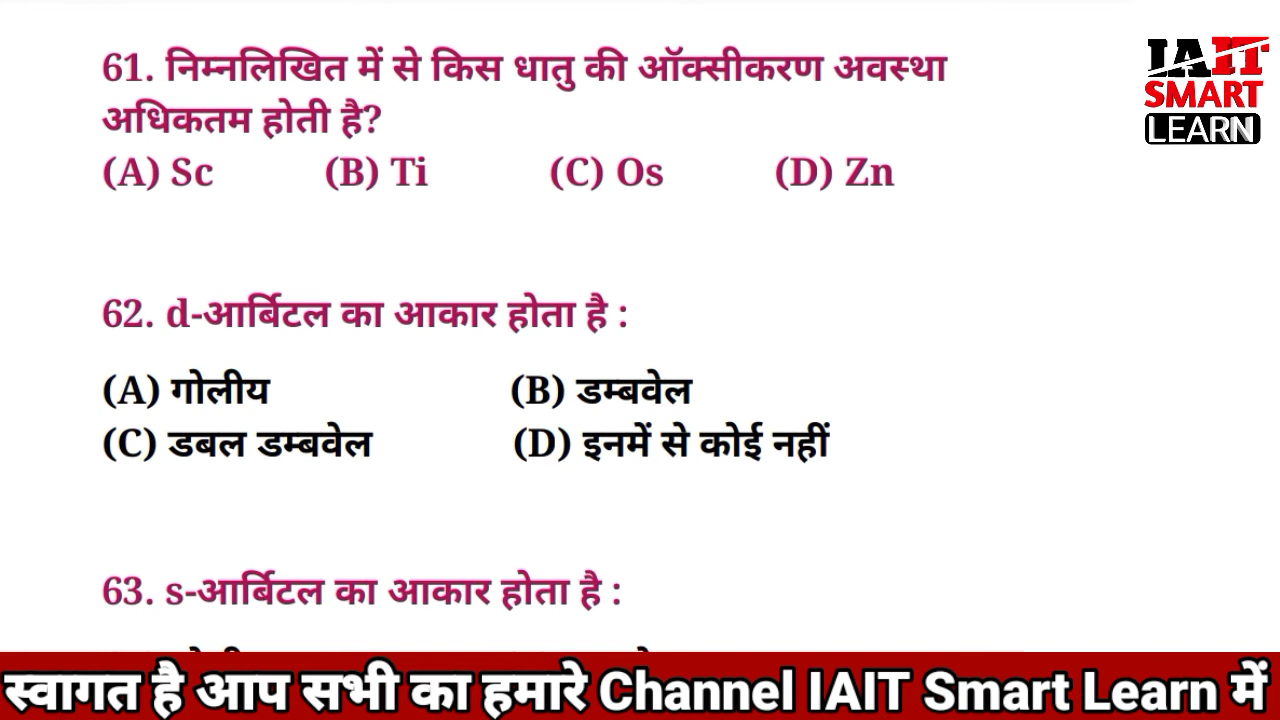 61. निम्नलिखित में से किस धातु की ऑक्सीकरण अवस्था
अधिकतम होती है?
(A) Sc (B) Ti (C) Os (D) Zn
IAIT
SMART
LEARN
62. d-आर्बिटल का आकार होता है :
(A) गोलीय (B) डम्बवेल
(C) डबल डम्बवेल (D) इनमें से कोई नहीं
63. s-आर्बिटल का आकार होता है :
स्वागत है आप सभी का हमारे Channel IAIT Smart Learn में